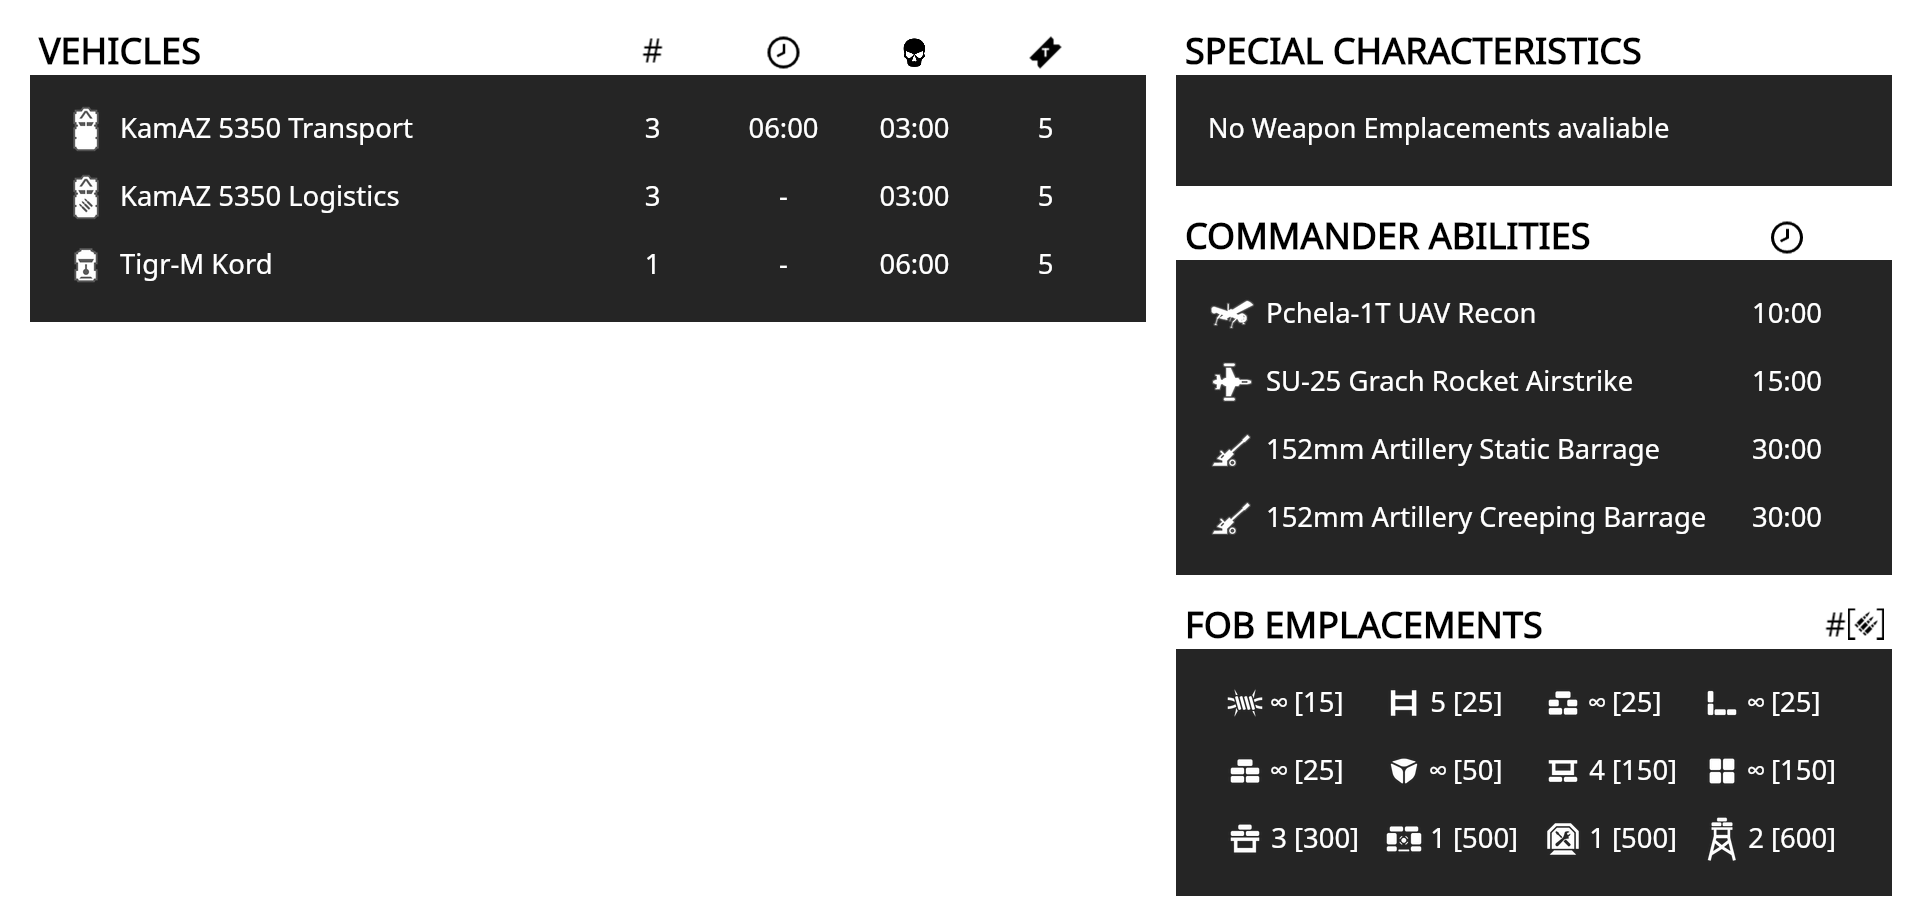 VEHICLES #
KamAZ 5350 Transport 3 06:00 03:00 5
KamAZ 5350 Logistics 3 - 03:00 5
Tigr-M Kord 1 - 06:00 5
SPECIAL CHARACTERISTICS
No Weapon Emplacements avaliable
COMMANDER ABILITIES
Pchela-1T UAV Recon 10:00
SU-25 Grach Rocket Airstrike 15:00
152mm Artillery Static Barrage 30:00
152mm Artillery Creeping Barrage 30:00
FOB EMPLACEMENTS #[]
∞ [15] 5 [25] ∞ [25] ∞ [25]
∞ [25] ∞ [50] 4 [150] ∞ [150]
3 [300] 1 [500] 1 [500] 2 [600]